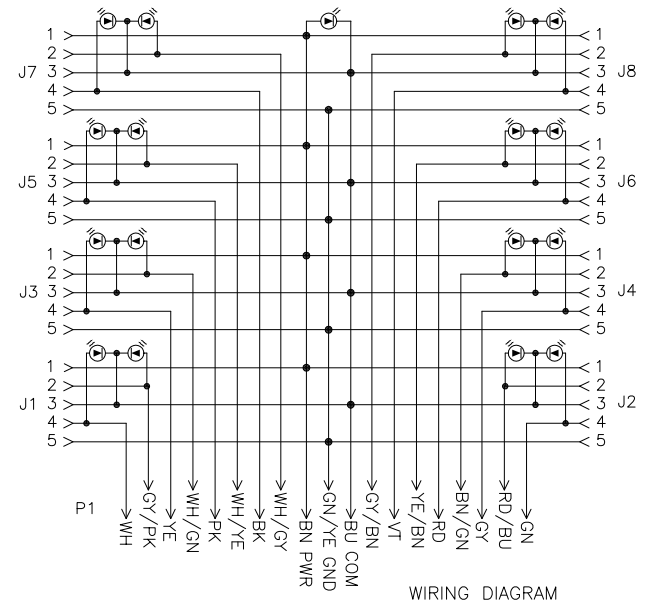 1 1
2 2
J7 3 3 J8
4 4
5 5
1 1
2 2
J5 3 3 J6
4 4
5 5
1 1
2 2
J3 3 3 J4
4 4
5 5
1 1
2 2
J1 3 3 J2
4 4
5 5
P1
WH
GY/PK
YE
WH/GN
PK
WH/YE
BK
WH/GY
BN PWR
GN/YE GND
BU COM
GY/BN
VT
YE/BN
RD
BN/GN
GY
RD/BU
GN
WIRING DIAGRAM